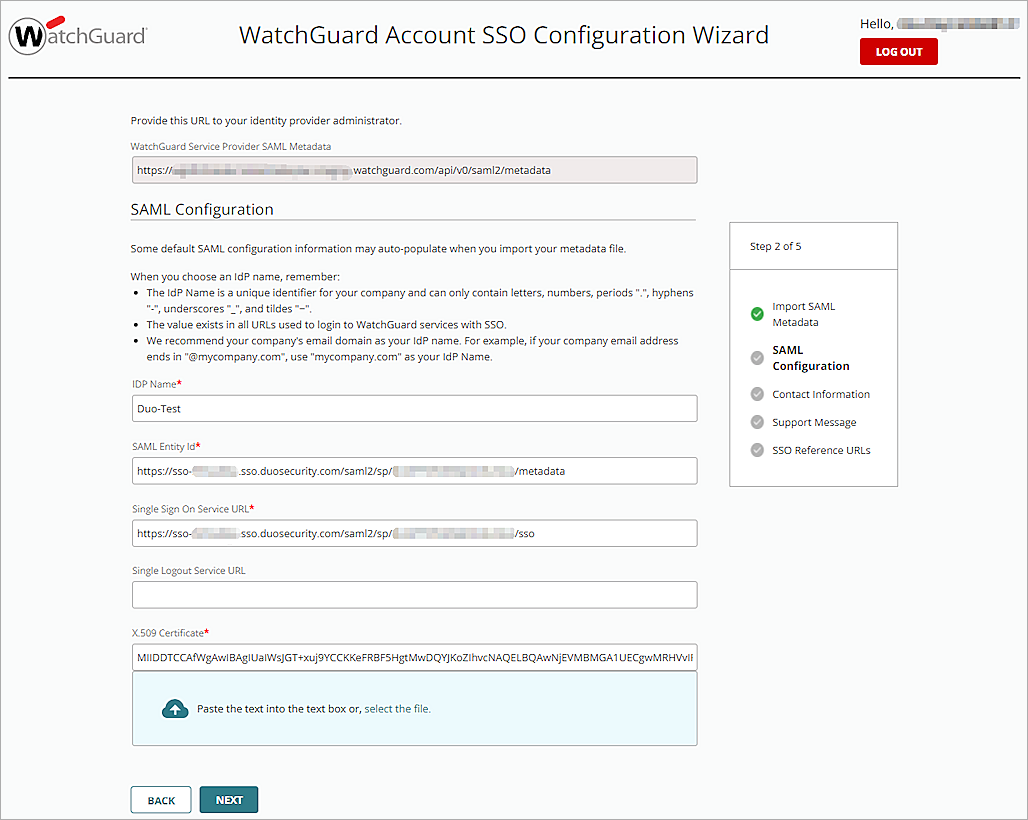 WatchGuard
WatchGuard Account SSO Configuration Wizard
Hello,
LOG OUT
Provide this URL to your identity provider administrator.
WatchGuard Service Provider SAML Metadata
https:// watchguard.com/api/v0/saml2/metadata
SAML Configuration
Some default SAML configuration information may auto-populate when you import your metadata file.
When you choose an IdP name, remember:
• The IdP Name is a unique identifier for your company and can only contain letters, numbers, periods ".", hyphens
"-", underscores "_", and tildes "~".
• The value exists in all URLs used to login to WatchGuard services with SSO.
• We recommend your company's email domain as your IdP name. For example, if your company email address
ends in "@mycompany.com", use "mycompany.com" as your IdP Name.
IDP Name*
Duo-Test
SAML Entity Id*
https://sso- .sso.duosecurity.com/saml2/sp/ /metadata
Single Sign On Service URL*
https://sso- .sso.duosecurity.com/saml2/sp/ /sso
Single Logout Service URL
X.509 Certificate*
MIIDDTCCAfWgAwIBAgIUaIWsJGT+xuj9YCCKKeFRBF5HgtMwDQYJKoZIhvcNAQELBQAwNjEVMBMGA1UECgwMRHVvIF
Paste the text into the text box or, select the file.
BACK
NEXT
Step 2 of 5
Import SAML
Metadata
SAML
Configuration
Contact Information
Support Message
SSO Reference URLs